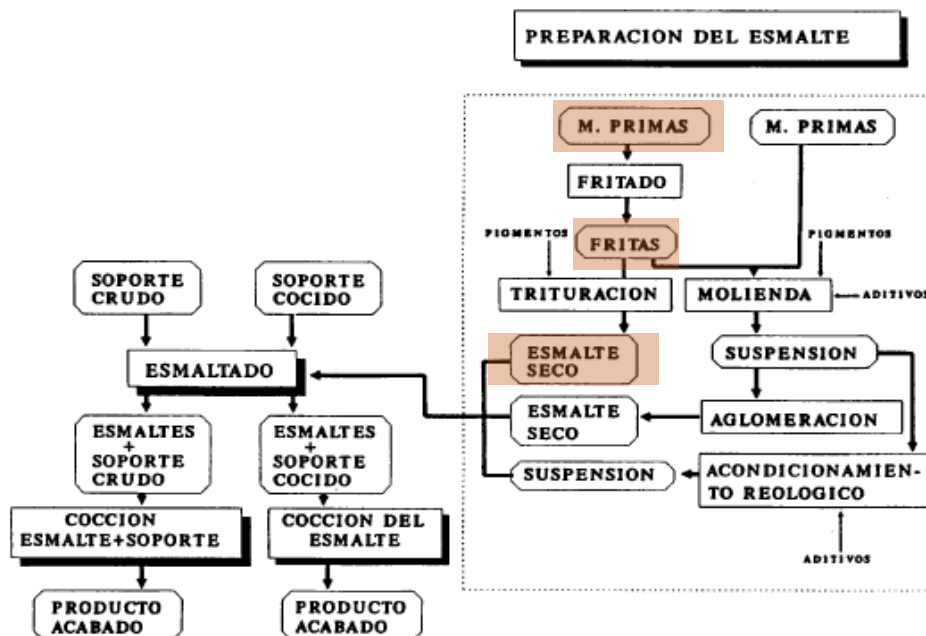 PREPARACION DEL ESMALTE
M. PRIMAS
M. PRIMAS
FRITADO
PIGMENTOS
FRITAS
PIGMENTOS
TRITURACION
MOLIENDA
ADITIVOS
SOPORTE
CRUDO
SOPORTE
COCIDO
ESMALTE
SECO
SUSPENSION
ESMALTADO
ESMALTE
SECO
AGLOMERACION
ESMALTES
+
SOPORTE
CRUDO
ESMALTES
+
SOPORTE
COCIDO
SUSPENSION
ACONDICIONAMIEN-
TO REOLOGICO
COCCION
ESMALTE+SOPORTE
COCCION DEL
ESMALTE
ADITIVOS
PRODUCTO
ACABADO
PRODUCTO
ACABADO